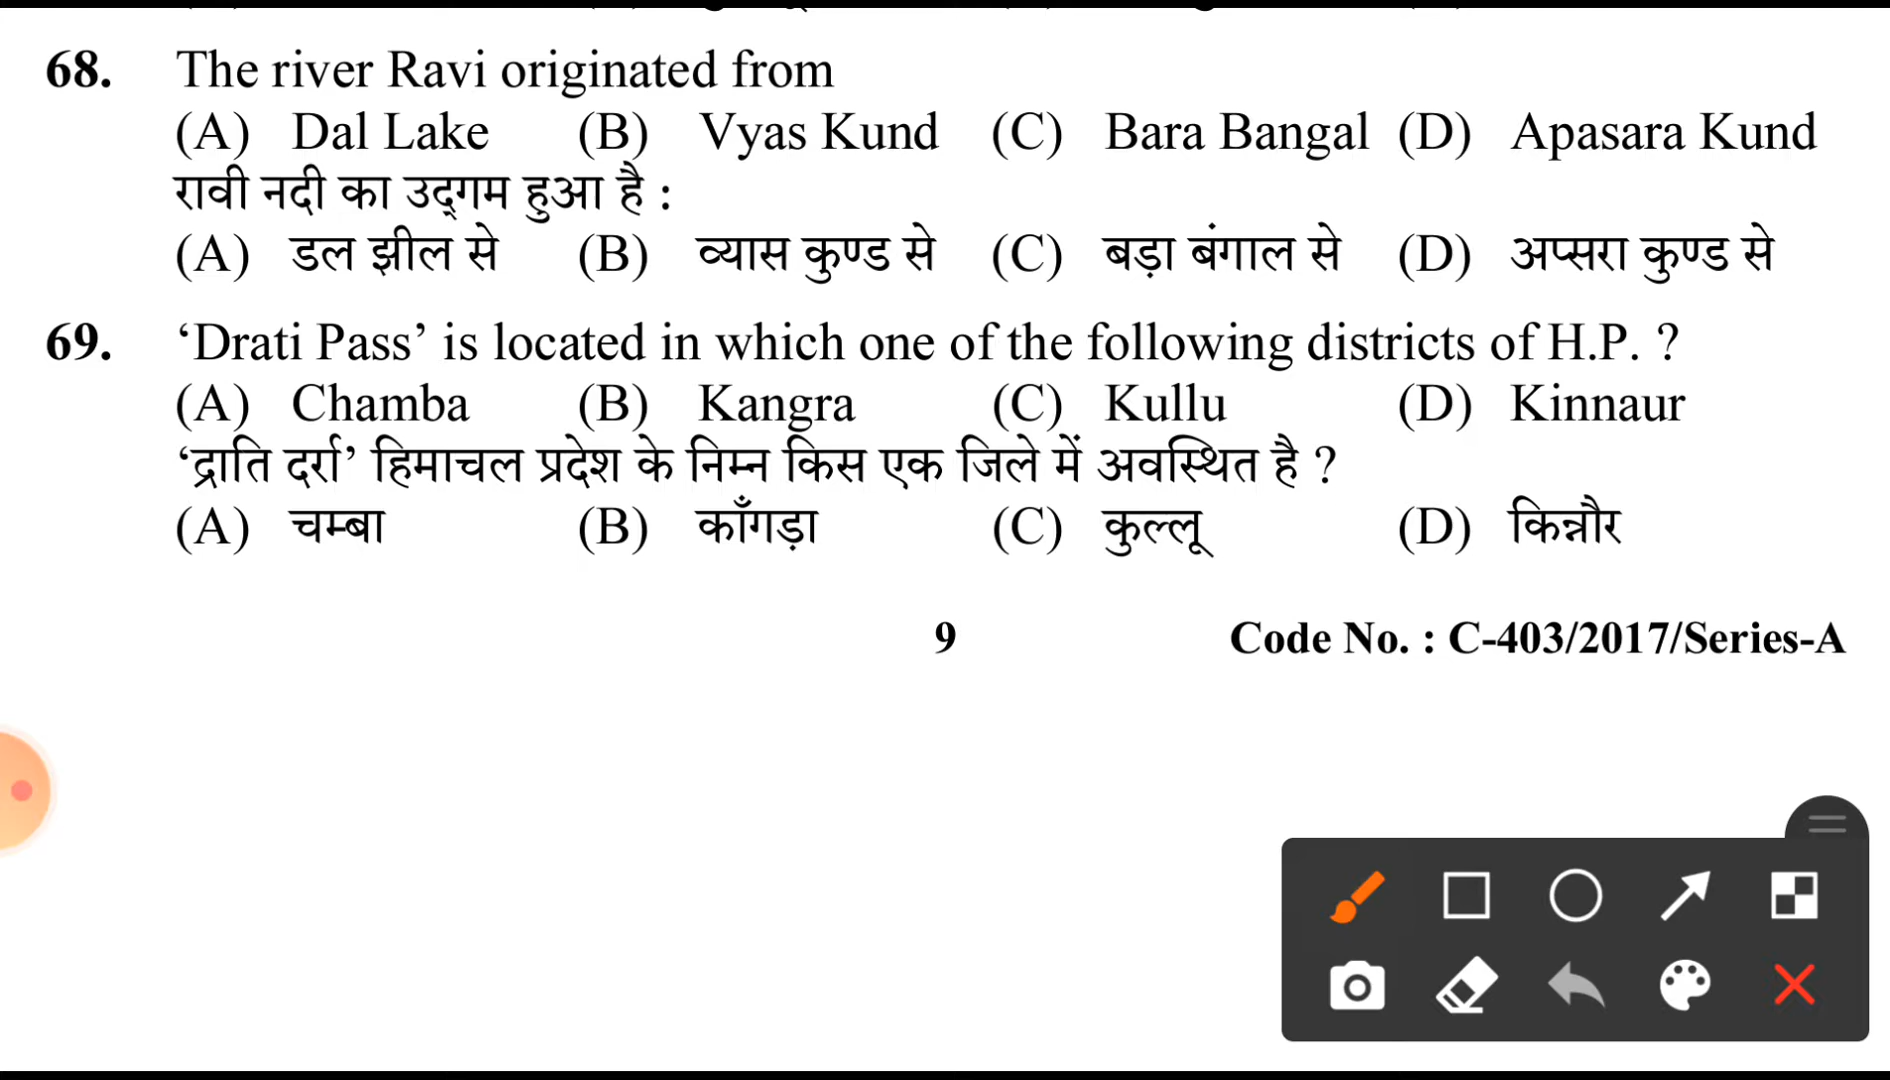 68. The river Ravi originated from
(A) Dal Lake (B) Vyas Kund (C) Bara Bangal (D) Apasara Kund
रावी नदी का उद्‌गम हुआ है :
(A) डल झील से (B) व्यास कुण्ड से (C) बड़ा बंगाल से (D) अप्सरा कुण्ड से
69. ‘Drati Pass’ is located in which one of the following districts of H.P. ?
(A) Chamba (B) Kangra (C) Kullu (D) Kinnaur
‘द्राति दर्रा’ हिमाचल प्रदेश के निम्न किस एक जिले में अवस्थित है ?
(A) चम्बा (B) काँगड़ा (C) कुल्लू (D) किन्नौर
9 Code No. : C-403/2017/Series-A